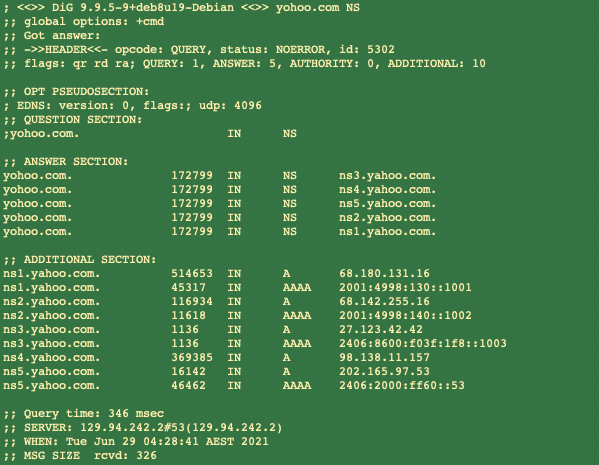 ; <<>> DiG 9.9.5-9+deb8u19-Debian <<>> yohoo.com NS
;; global options: +cmd
;; Got answer:
;; ->>HEADER<<- opcode: QUERY, status: NOERROR, id: 5302
;; flags: qr rd ra; QUERY: 1, ANSWER: 5, AUTHORITY: 0, ADDITIONAL: 10

;; OPT PSEUDOSECTION:
; EDNS: version: 0, flags:; udp: 4096
;; QUESTION SECTION:
;yohoo.com. IN NS

;; ANSWER SECTION:
yohoo.com. 172799 IN NS ns3.yahoo.com.
yohoo.com. 172799 IN NS ns4.yahoo.com.
yohoo.com. 172799 IN NS ns5.yahoo.com.
yohoo.com. 172799 IN NS ns2.yahoo.com.
yohoo.com. 172799 IN NS ns1.yahoo.com.

;; ADDITIONAL SECTION:
ns1.yahoo.com. 514653 IN A 68.180.131.16
ns1.yahoo.com. 45317 IN AAAA 2001:4998:130::1001
ns2.yahoo.com. 116934 IN A 68.142.255.16
ns2.yahoo.com. 11618 IN AAAA 2001:4998:140::1002
ns3.yahoo.com. 1136 IN A 27.123.42.42
ns3.yahoo.com. 1136 IN AAAA 2406:8600:f03f:1f8::1003
ns4.yahoo.com. 369385 IN A 98.138.11.157
ns5.yahoo.com. 16142 IN A 202.165.97.53
ns5.yahoo.com. 46462 IN AAAA 2406:2000:ff60::53

;; Query time: 346 msec
;; SERVER: 129.94.242.2#53(129.94.242.2)
;; WHEN: Tue Jun 29 04:28:41 AEST 2021
;; MSG SIZE rcvd: 326